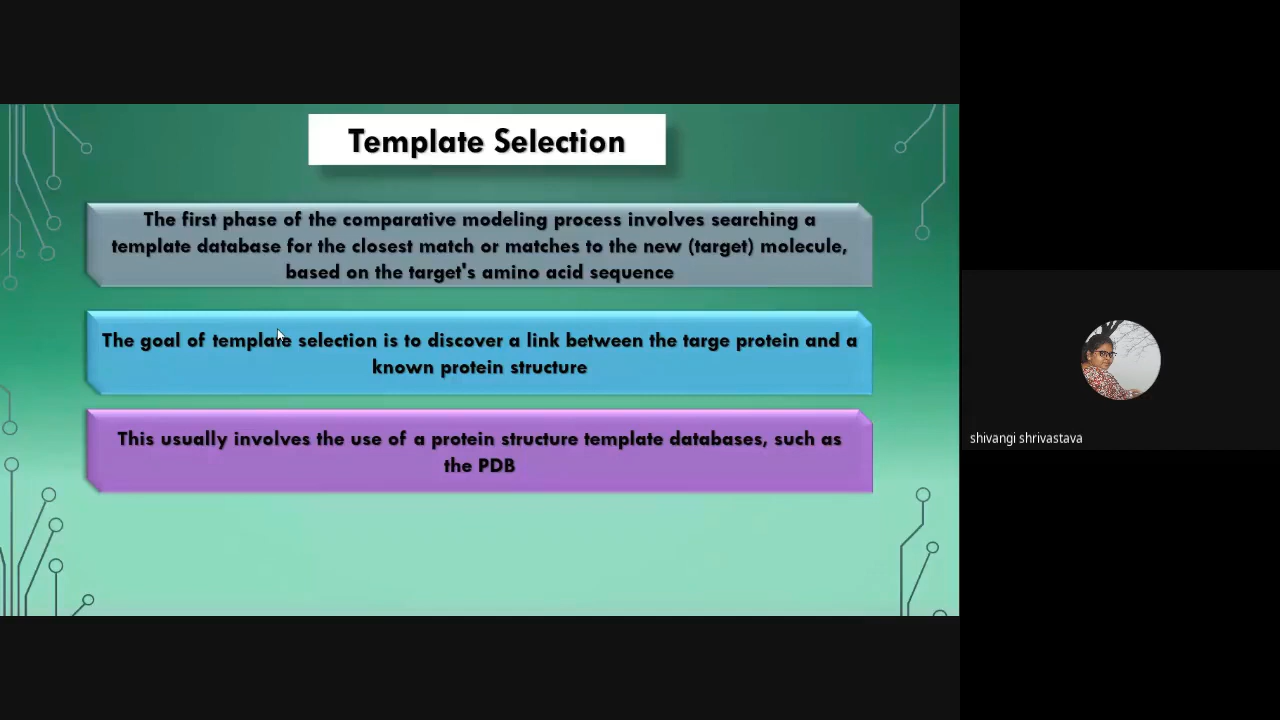 Template Selection
The first phase of the comparative modeling process involves searching a
template database for the closest match or matches to the new (target) molecule,
based on the target's amino acid sequence
The goal of template selection is to discover a link between the targe protein and a
known protein structure
This usually involves the use of a protein structure template databases, such as
the PDB
shivangi shrivastava